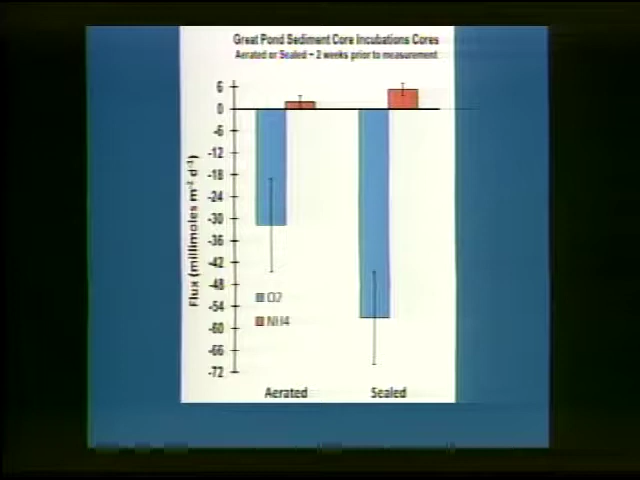 Great Pond Sediment Core Incubations Cores
Aerated or Sealed ~ 2 weeks prior to measurement
6
0
-6
-12
-18
-24
-30
-36
-42
-48
-54
-60
-66
-72
Flux (millimoles m-2 d-1)
O2
NH4
Aerated
Sealed